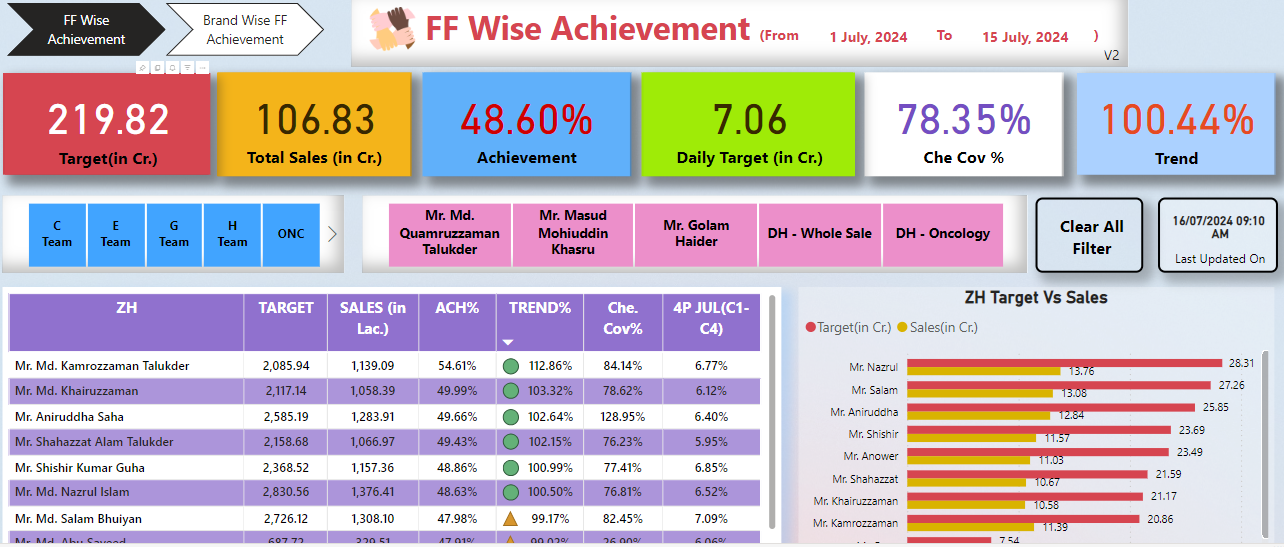 FF Wise
Achievement
Brand Wise FF
Achievement
FF Wise Achievement (From 1 July, 2024 To 15 July, 2024 )
V2
219.82
Target(in Cr.)
106.83
Total Sales (in Cr.)
48.60%
Achievement
7.06
Daily Target (in Cr.)
78.35%
Che Cov %
100.44%
Trend
C
Team
E
Team
G
Team
H
Team
ONC
Mr. Md.
Quamruzzaman
Talukder
Mr. Masud
Mohiuddin
Khasru
Mr. Golam
Haider
DH - Whole Sale
DH - Oncology
Clear All
Filter
16/07/2024 09:10
AM
Last Updated On
ZH TARGET SALES (in Lac.) ACH% TREND% Che. Cov% 4P JUL(C1-C4)
Mr. Md. Kamrozzaman Talukder 2,085.94 1,139.09 54.61% 112.86% 84.14% 6.77%
Mr. Md. Khairuzzaman 2,117.14 1,058.39 49.99% 103.32% 78.62% 6.12%
Mr. Aniruddha Saha 2,585.19 1,283.91 49.66% 102.64% 128.95% 6.40%
Mr. Shahazzat Alam Talukder 2,158.68 1,066.97 49.43% 102.15% 76.23% 5.95%
Mr. Shishir Kumar Guha 2,368.52 1,157.36 48.86% 100.99% 77.41% 6.85%
Mr. Md. Nazrul Islam 2,830.56 1,376.41 48.63% 100.50% 76.81% 6.52%
Mr. Md. Salam Bhuiyan 2,726.12 1,308.10 47.98% 99.17% 82.45% 7.09%
Mr. Md. Abu Sayeed 687.72 329.51 47.91% 99.02% 26.90% 6.06%
ZH Target Vs Sales
Target(in Cr.) Sales(in Cr.)
Mr. Nazrul 28.31
13.76
Mr. Salam 27.26
13.08
Mr. Aniruddha 25.85
12.84
Mr. Shishir 23.69
11.57
Mr. Anower 23.49
11.03
Mr. Shahazzat 21.59
10.67
Mr. Khairuzzaman 21.17
10.58
Mr. Kamrozzaman 20.86
11.39
7.54